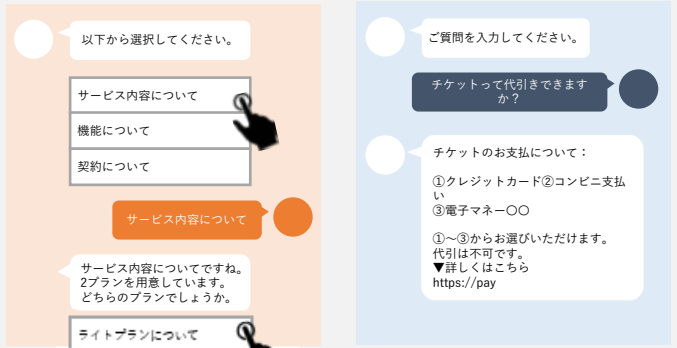 以下から選択してください。
サービス内容について
機能について
契約について
サービス内容について
サービス内容についてですね。
2プランを用意しています。
どちらのプランでしょうか。
ライトプランについて
ご質問を入力してください。
チケットって代引きできます
か？
チケットのお支払について：
①クレジットカード②コンビニ支払
い
③電子マネー〇〇
①～③からお選びいただけます。
代引は不可です。
▼詳しくはこちら
https://pay